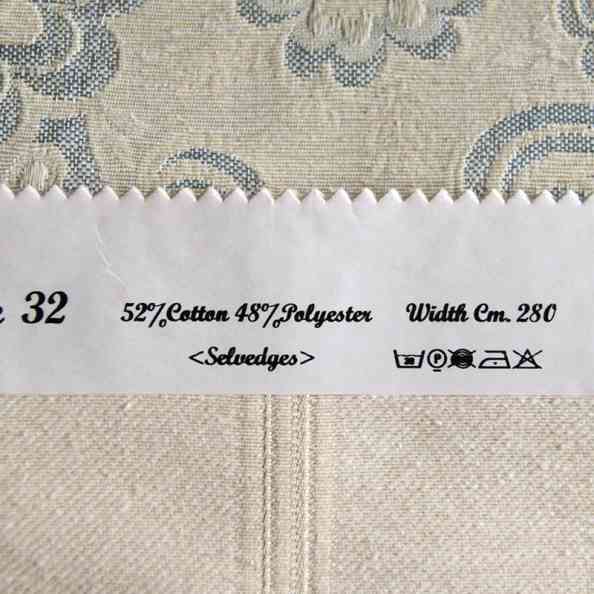 32 52%Cotton 48%Polyester Width Cm. 280
<Selvedges>
P